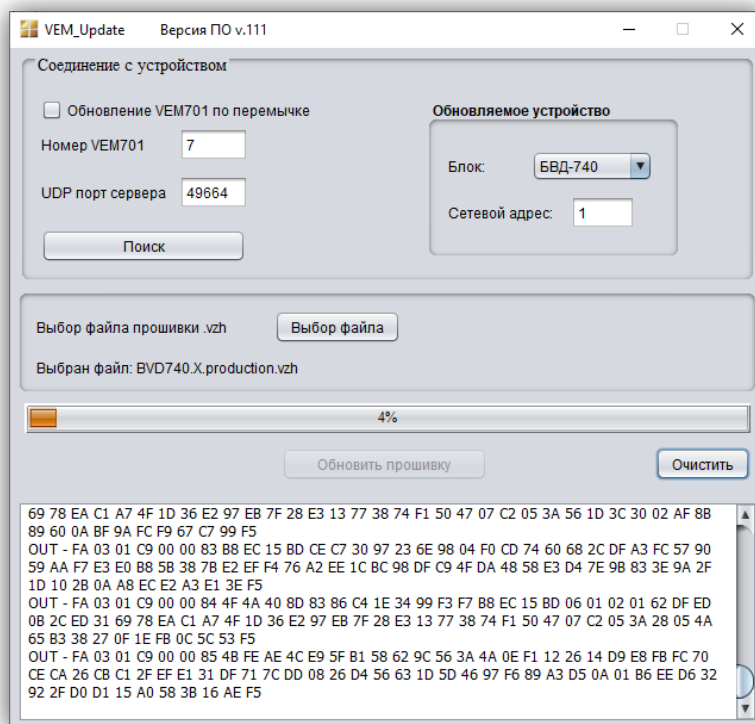 VEM_Update Версия ПО v.111
Соединение с устройством
Обновление VEM701 по перемычке
Обновляемое устройство
Номер VEM701 7
Блок: БВД-740
UDP порт сервера 49664
Сетевой адрес: 1
Поиск
Выбор файла прошивки .vzh Выбор файла
Выбран файл: BVD740.X.production.vzh
4%
Обновить прошивку Очистить
69 78 EA C1 A7 4F 1D 36 E2 97 EB 7F 28 E3 13 77 38 74 F1 50 47 07 C2 05 3A 56 1D 3C 30 02 AF 8B
89 60 0A BF 9A FC F9 67 C7 99 F5
OUT - FA 03 01 C9 00 00 83 B8 EC 15 BD CE C7 30 97 23 6E 98 04 F0 CD 74 60 68 2C DF A3 FC 57 90
59 AA F7 E3 E0 B8 5B 38 7B E2 EF F4 76 A2 EE 1C BC 98 DF C9 4F DA 48 58 E3 D4 7E 9B 83 3E 9A 2F
1D 10 2B 0A A8 EC E2 A3 E1 3E F5
OUT - FA 03 01 C9 00 00 84 4F 4A 40 8D 83 86 C4 1E 34 99 F3 F7 B8 EC 15 BD 06 01 02 01 62 DF ED
0B 2C ED 31 69 78 EA C1 A7 4F 1D 36 E2 97 EB 7F 28 E3 13 77 38 74 F1 50 47 07 C2 05 3A 28 05 4A
65 B3 38 27 0F 1E FB 0C 5C 53 F5
OUT - FA 03 01 C9 00 00 85 4B FE AE 4C E9 5F B1 58 62 9C 56 3A 4A 0E F1 12 26 14 D9 E8 FB FC 70
CE CA 26 CB C1 2F EF E1 31 DF 71 7C DD 08 26 D4 56 63 1D 5D 46 97 F6 89 A3 D5 0A 01 B6 EE D6 32
92 2F D0 D1 15 A0 58 3B 16 AE F5